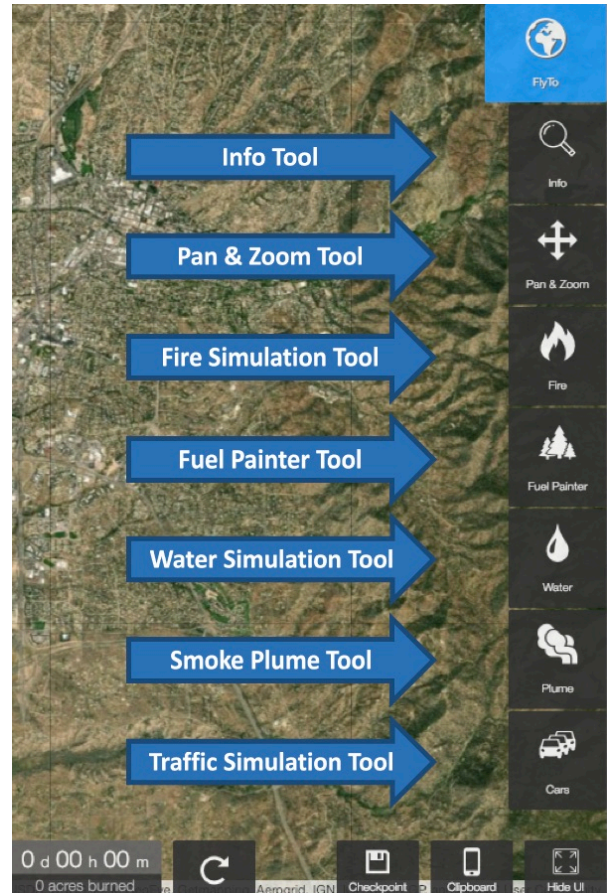 FlyTo
Info Tool
Info
Pan & Zoom Tool
Pan & Zoom
Fire Simulation Tool
Fire
Fuel Painter Tool
Fuel Painter
Water Simulation Tool
Water
Smoke Plume Tool
Plume
Traffic Simulation Tool
Cars
0 d 00 h 00 m
0 acres burned
Aerogrid IGN
Checkpoint
Clipboard
Hide UI